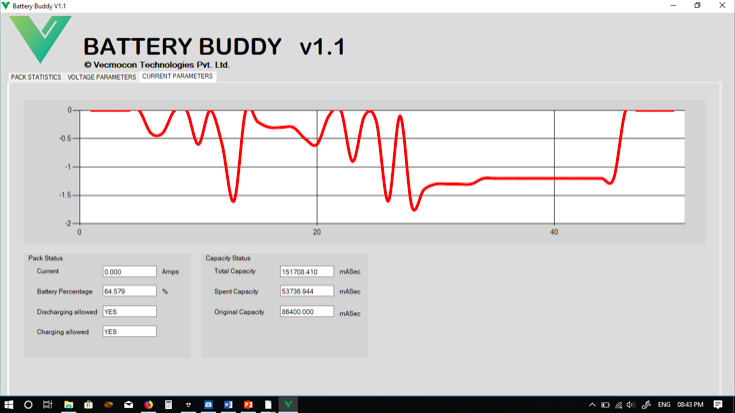 Battery Buddy V1.1
BATTERY BUDDY v1.1
© Vecmocon Technologies Pvt. Ltd.
PACK STATISTICS VOLTAGE PARAMETERS CURRENT PARAMETERS
0
-0.5
-1
-1.5
-2
0 20 40
Pack Status
Current 0.000 Amps
Battery Percentage 64.579 %
Discharging allowed YES
Charging allowed YES
Capacity Status
Total Capacity 151708.410 mASec
Spent Capacity 53736.944 mASec
Original Capacity 86400.000 mASec
ENG 08:43 PM